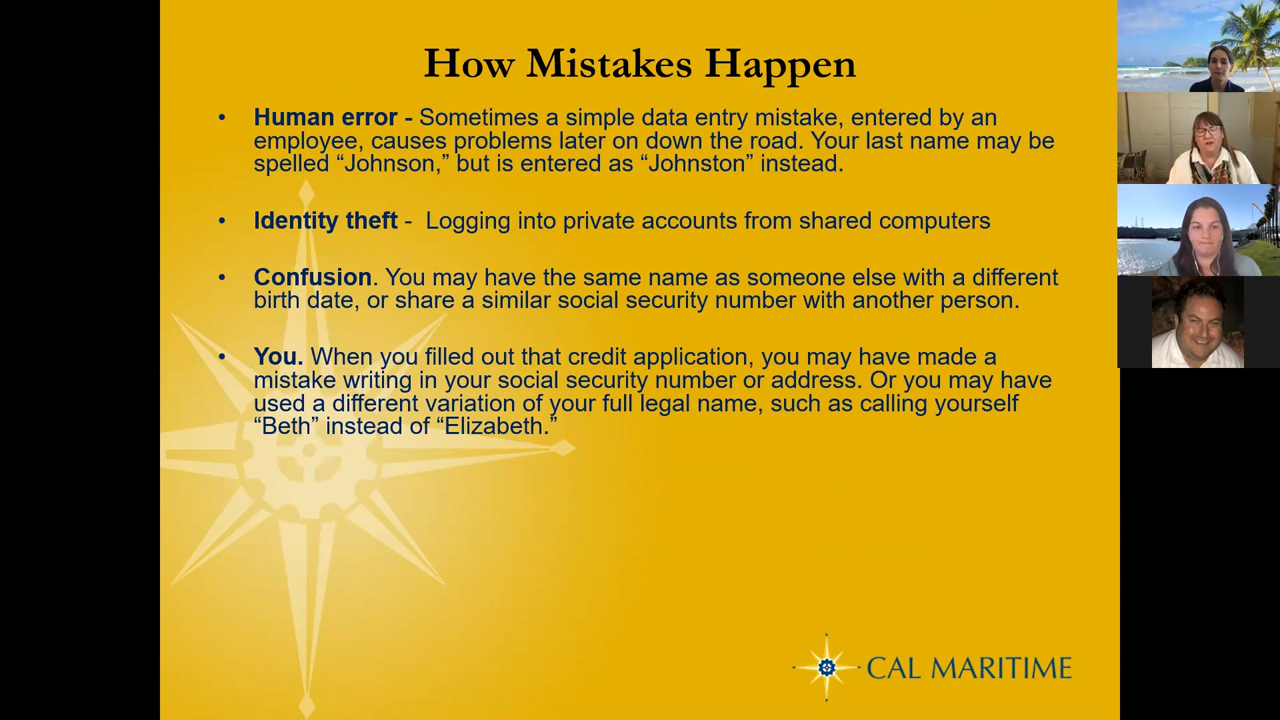 How Mistakes Happen
• Human error - Sometimes a simple data entry mistake, entered by an
employee, causes problems later on down the road. Your last name may be
spelled “Johnson,” but is entered as “Johnston” instead.
• Identity theft -  Logging into private accounts from shared computers
• Confusion. You may have the same name as someone else with a different
birth date, or share a similar social security number with another person.
• You. When you filled out that credit application, you may have made a
mistake writing in your social security number or address. Or you may have
used a different variation of your full legal name, such as calling yourself
“Beth” instead of “Elizabeth.”
CAL MARITIME